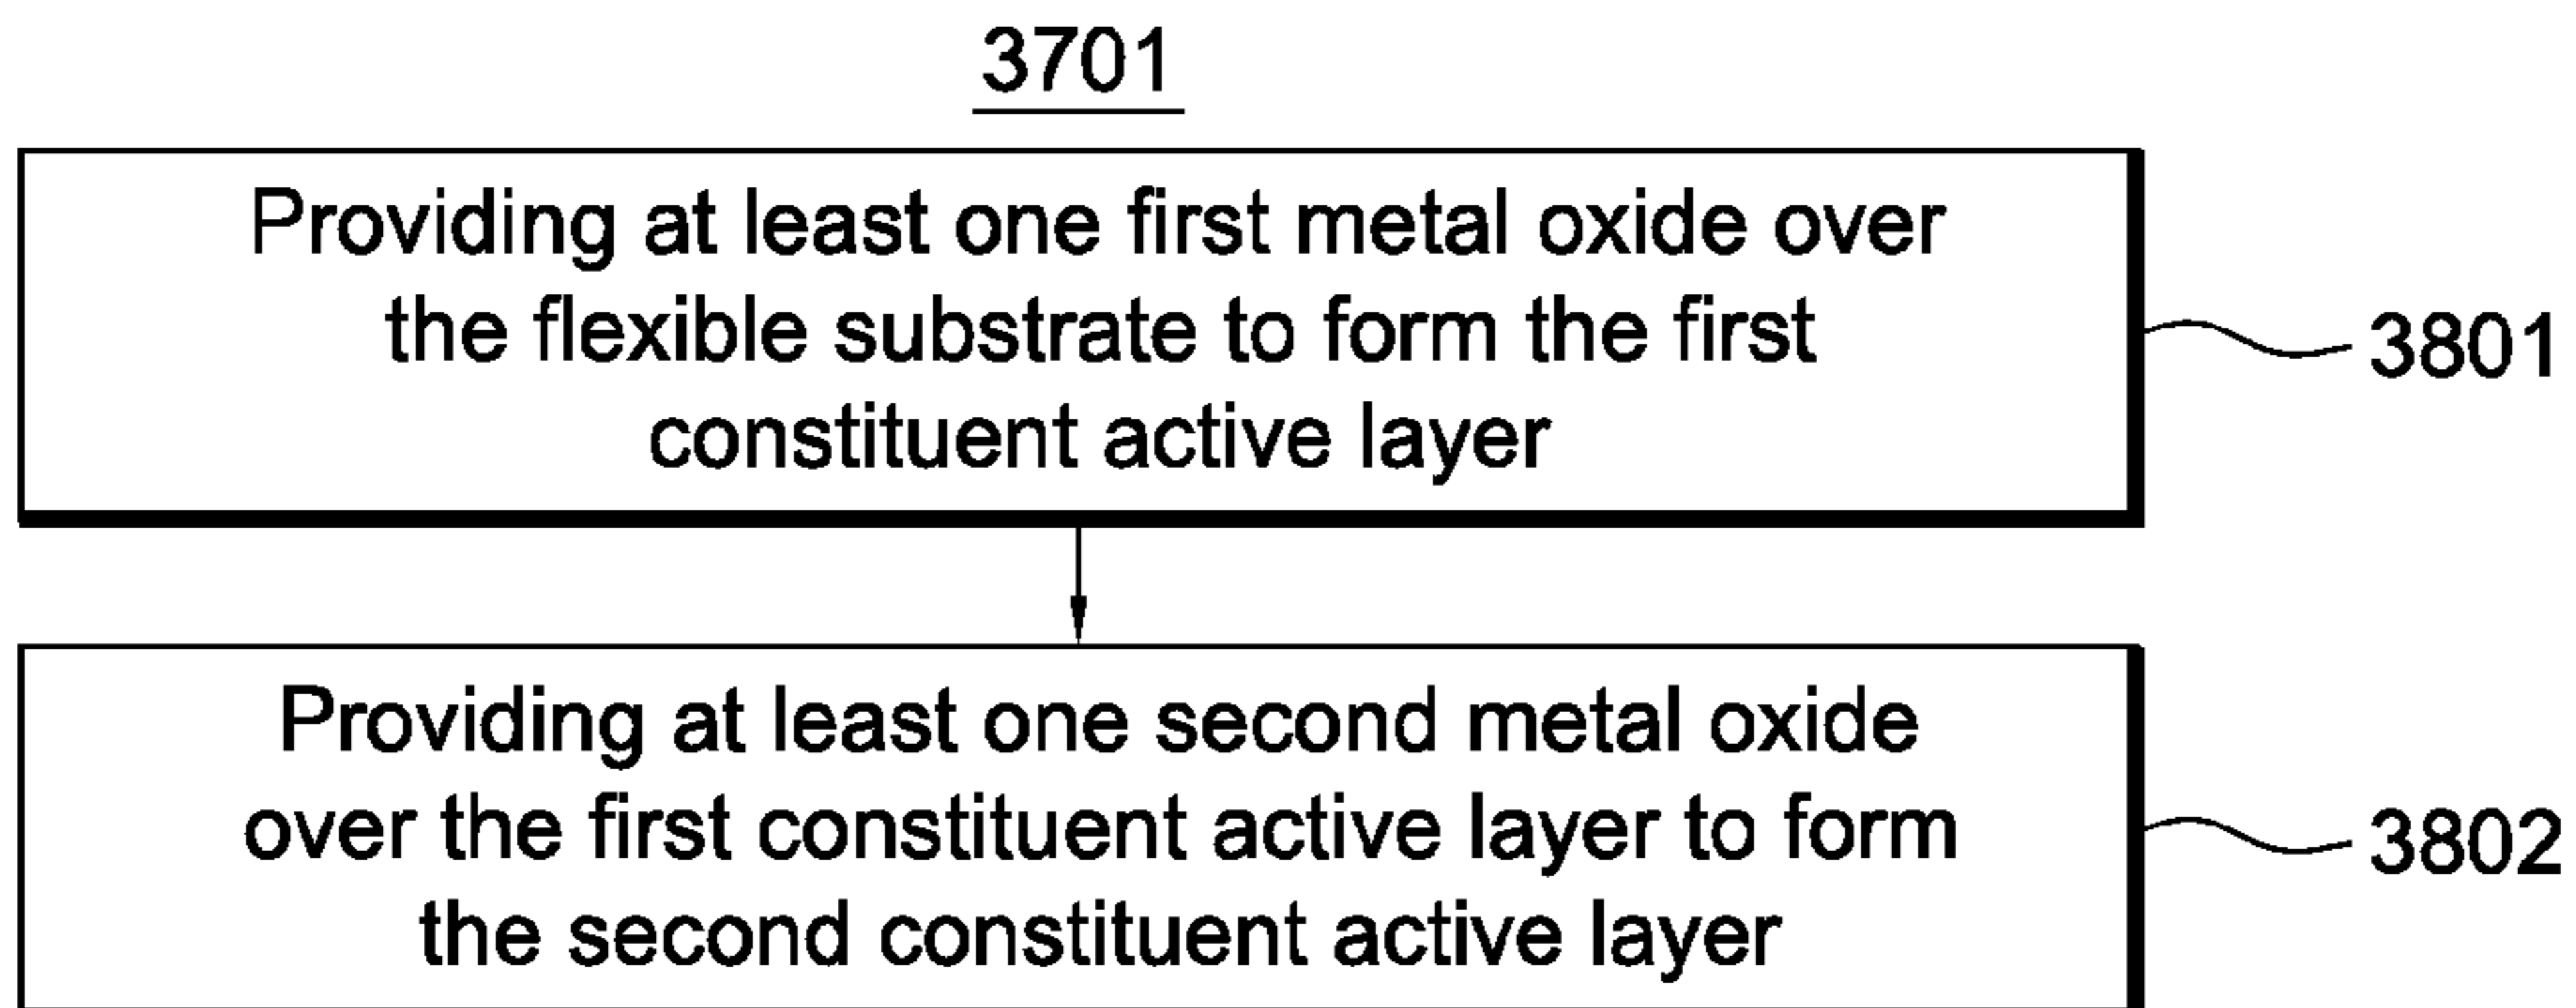 3701
Providing at least one first metal oxide over
the flexible substrate to form the first
constituent active layer
3801
Providing at least one second metal oxide
over the first constituent active layer to form
the second constituent active layer
3802